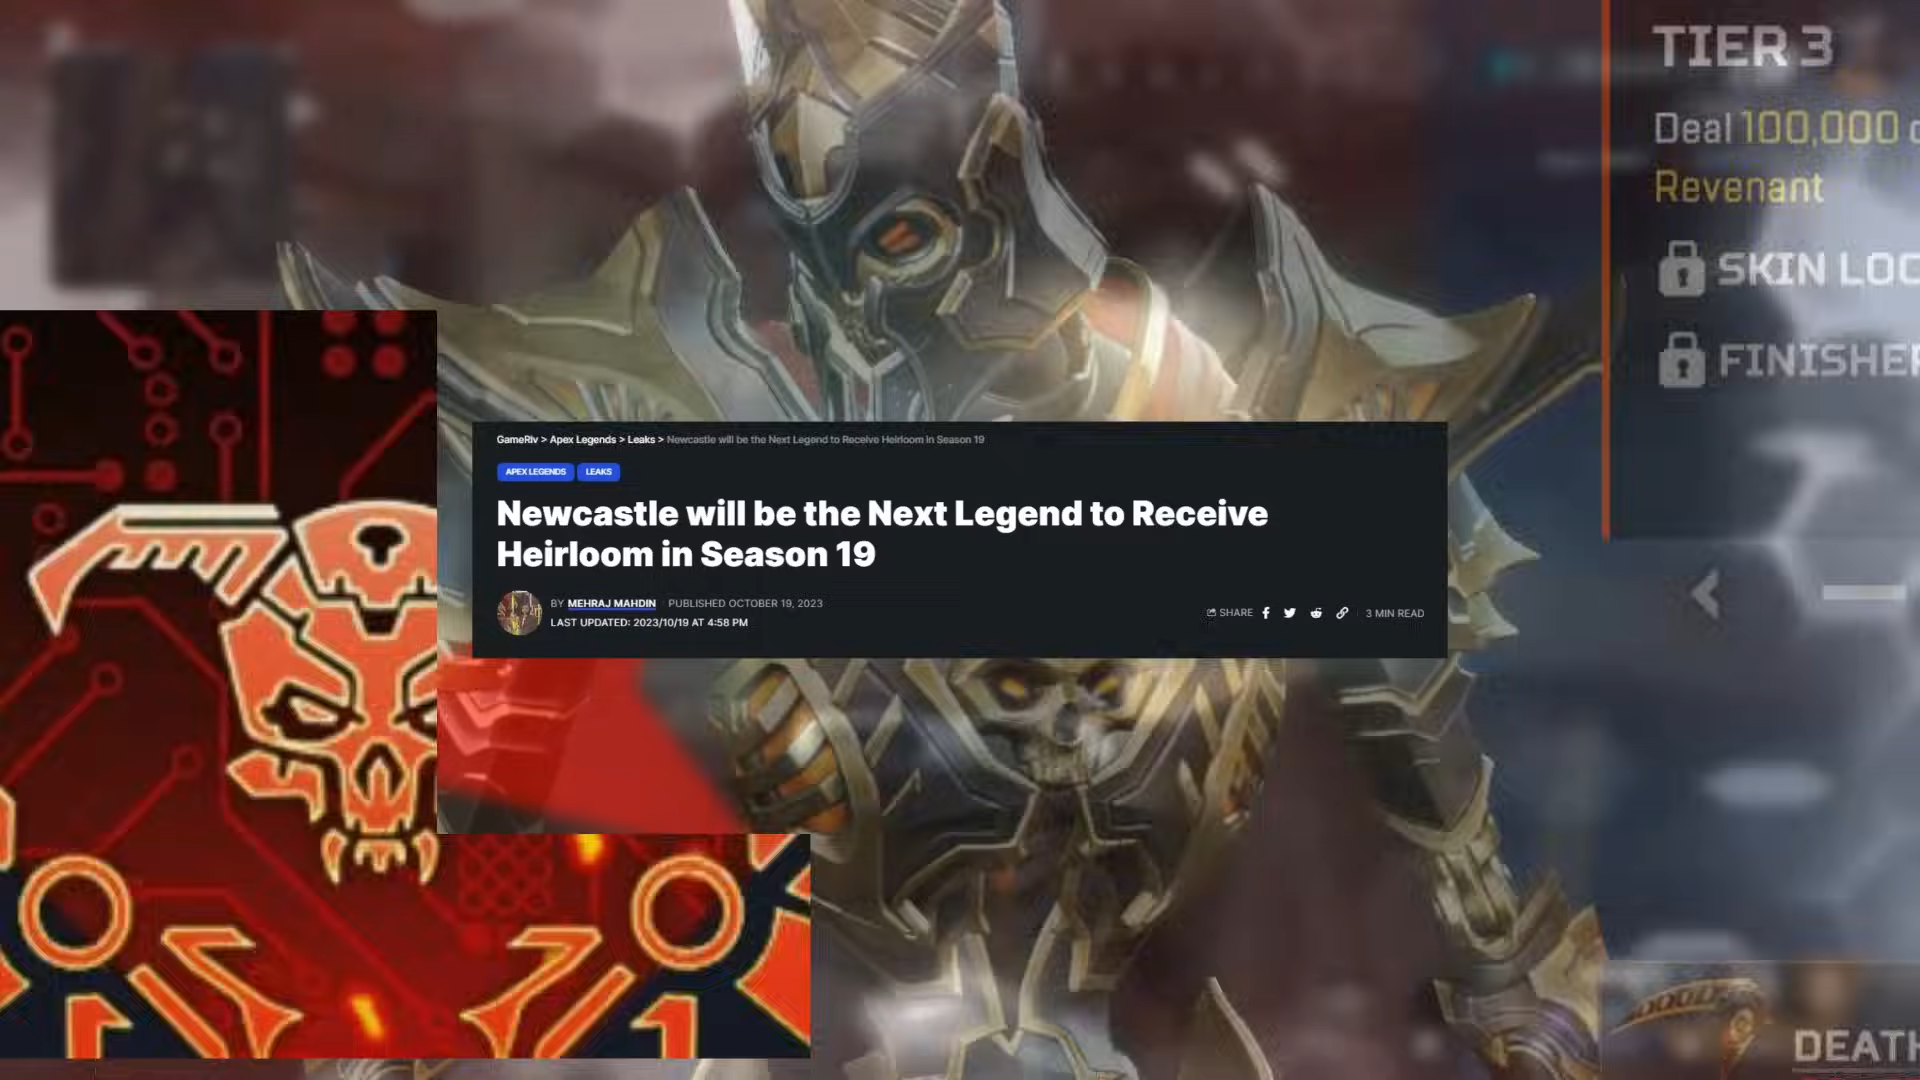 TIER 3
Deal 100,000
Revenant
SKIN
FINISHER
GameRiv > Apex Legends > Leaks > Newcastle will be the Next Legend to Receive Heirloom in Season 19
APEX LEGENDS LEAKS
Newcastle will be the Next Legend to Receive
Heirloom in Season 19
BY MEHRAJ MAHDIN PUBLISHED OCTOBER 19, 2023
LAST UPDATED: 2023/10/19 AT 4:58 PM
SHARE 3 MIN READ
DEATH